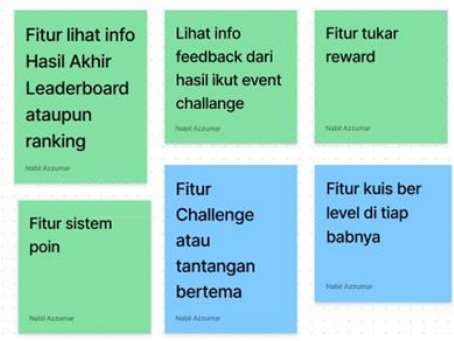 Fitur lihat info
Hasil Akhir
Leaderboard
ataupun
ranking
Nabil Azzumar
Lihat info
feedback dari
hasil ikut event
challange
Nabil Azzumar
Fitur tukar
reward
Nabil Azzumar
Fitur sistem
poin
Nabil Azzumar
Fitur
Challenge
atau
tantangan
bertema
Nabil Azzumar
Fitur kuis ber
level di tiap
babnya
Nabil Azzumar